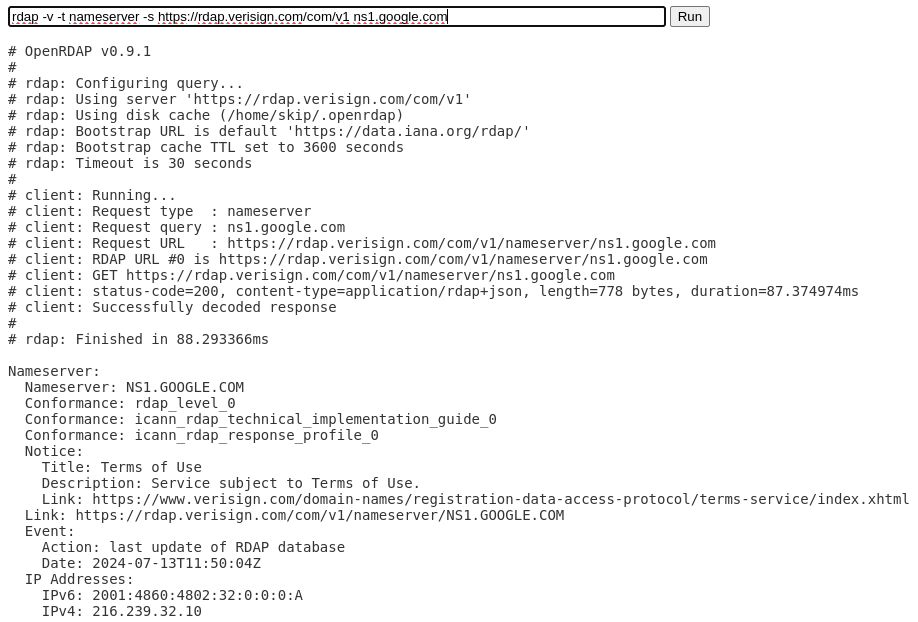 rdap -v -t nameserver -s https://rdap.verisign.com/com/v1 ns1.google.com Run
# OpenRDAP v0.9.1
#
# rdap: Configuring query...
# rdap: Using server 'https://rdap.verisign.com/com/v1'
# rdap: Using disk cache (/home/skip/.openrdap)
# rdap: Bootstrap URL is default 'https://data.iana.org/rdap/'
# rdap: Bootstrap cache TTL set to 3600 seconds
# rdap: Timeout is 30 seconds
#
# client: Running...
# client: Request type  : nameserver
# client: Request query : ns1.google.com
# client: Request URL   : https://rdap.verisign.com/com/v1/nameserver/ns1.google.com
# client: RDAP URL #0 is https://rdap.verisign.com/com/v1/nameserver/ns1.google.com
# client: GET https://rdap.verisign.com/com/v1/nameserver/ns1.google.com
# client: status-code=200, content-type=application/rdap+json, length=778 bytes, duration=87.374974ms
# client: Successfully decoded response
#
# rdap: Finished in 88.293366ms
Nameserver:
  Nameserver: NS1.GOOGLE.COM
  Conformance: rdap_level_0
  Conformance: icann_rdap_technical_implementation_guide_0
  Conformance: icann_rdap_response_profile_0
  Notice:
    Title: Terms of Use
    Description: Service subject to Terms of Use.
    Link: https://www.verisign.com/domain-names/registration-data-access-protocol/terms-service/index.xhtml
  Link: https://rdap.verisign.com/com/v1/nameserver/NS1.GOOGLE.COM
  Event:
    Action: last update of RDAP database
    Date: 2024-07-13T11:50:04Z
  IP Addresses:
    IPv6: 2001:4860:4802:32:0:0:0:A
    IPv4: 216.239.32.10